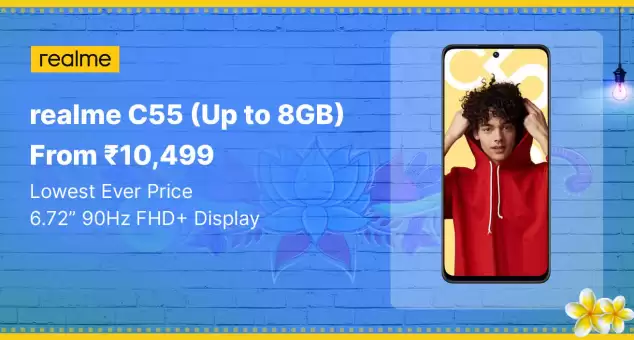 realme
realme C55 (Up to 8GB)
From ₹10,499
Lowest Ever Price
6.72” 90Hz FHD+ Display